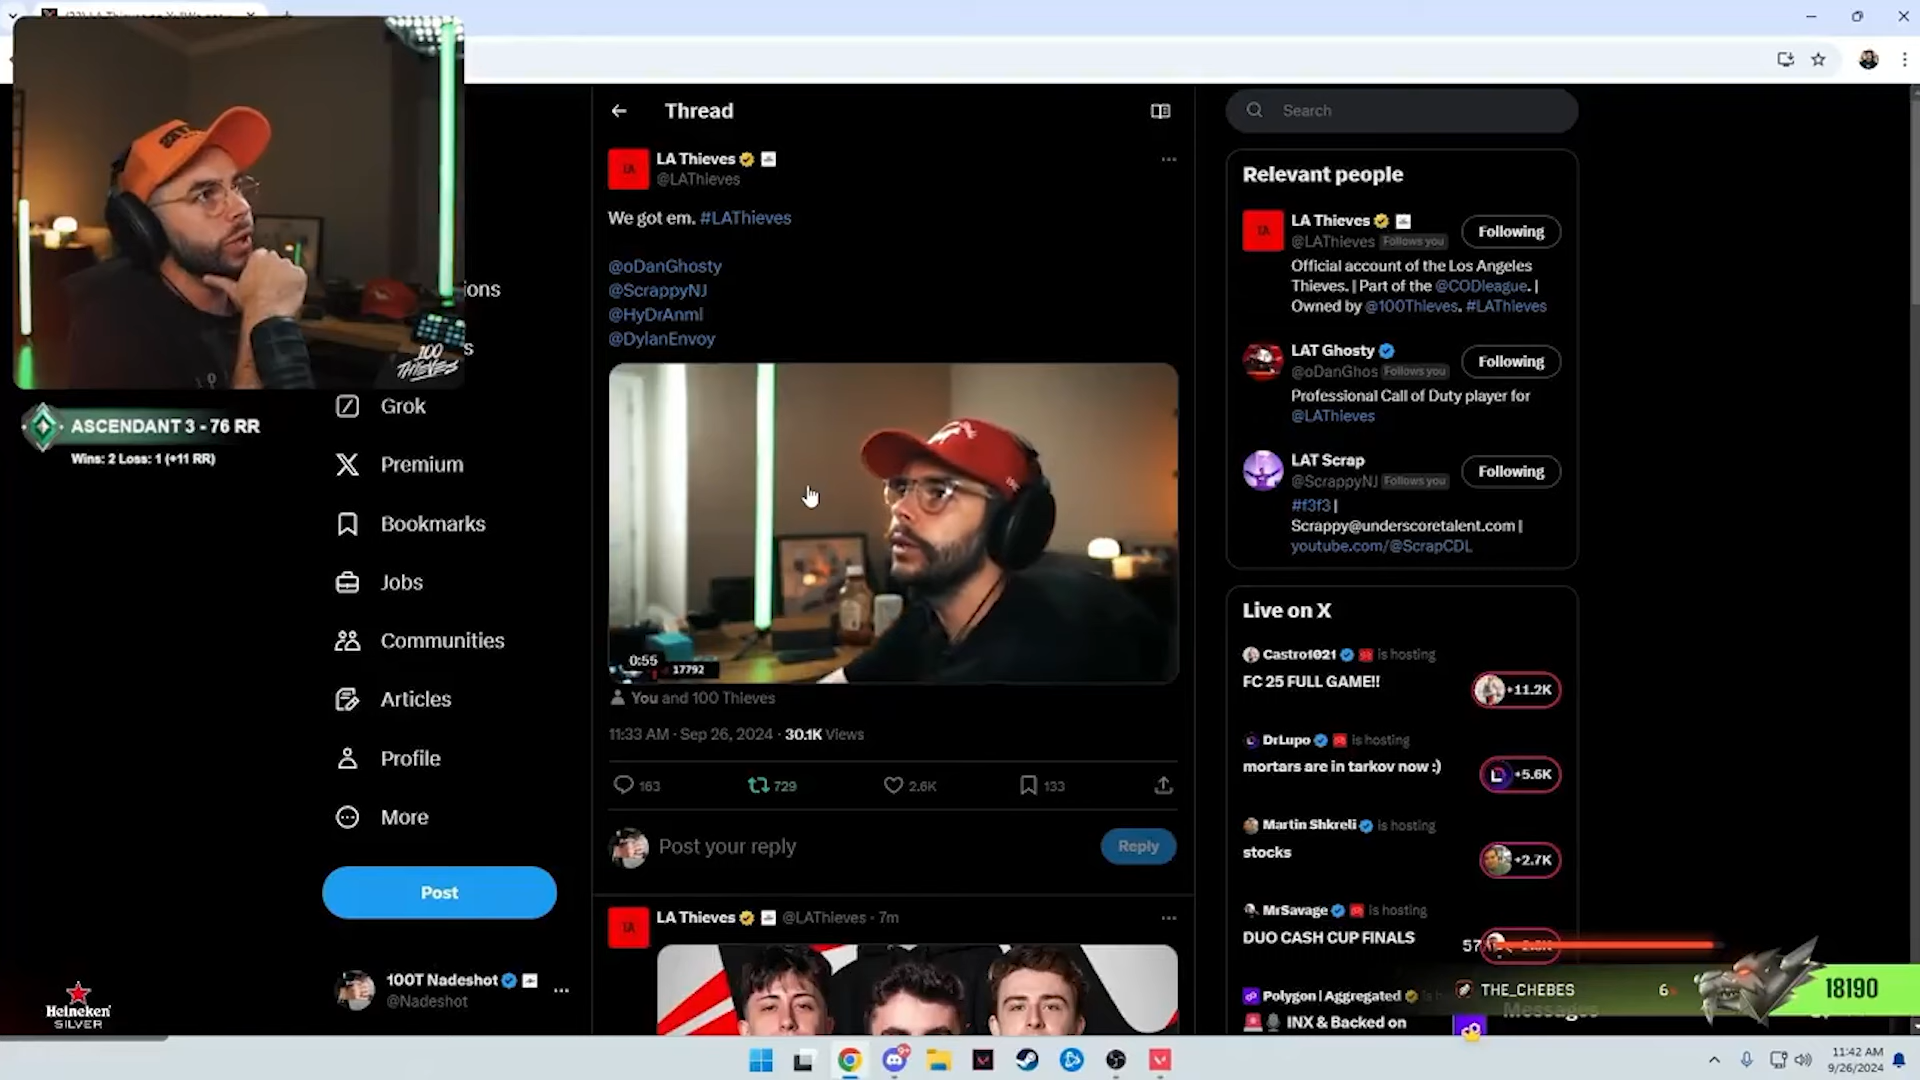 Thread
Search
LA Thieves
@LAThieves
We got em. #LAThieves
@oDanGhosty
@ScrappyNJ
@HyDrAnml
@DylanEnvoy
0:55
17792
You and 100 Thieves
11:33 AM · Sep 26, 2024 · 30.1K Views
163
729
2.6K
133
Post your reply
Reply
LA Thieves @LAThieves · 7m
100
THIEVES
ASCENDANT 3 - 76 RR
Wins: 2 Loss: 1 (+11 RR)
ions
s
Grok
Premium
Bookmarks
Jobs
Communities
Articles
Profile
More
Post
100T Nadeshot
@Nadeshot
Heineken
SILVER
Relevant people
LA Thieves
@LAThieves Follows you
Following
Official account of the Los Angeles
Thieves. | Part of the @CODleague. |
Owned by @100Thieves. #LAThieves
LAT Ghosty
@oDanGhos Follows you
Following
Professional Call of Duty player for
@LAThieves
LAT Scrap
@ScrappyNJ Follows you
Following
#f3f3 |
Scrappy@underscoretalent.com |
youtube.com/@ScrapCDL
Live on X
Castro1021 is hosting
FC 25 FULL GAME!!
+11.2K
DrLupo is hosting
mortars are in tarkov now :)
+5.6K
Martin Shkreli is hosting
stocks
+2.7K
MrSavage is hosting
DUO CASH CUP FINALS
Polygon | Aggregated
INX & Backed on
THE_CHEBES
18190
Messages
11:42 AM
9/26/2024